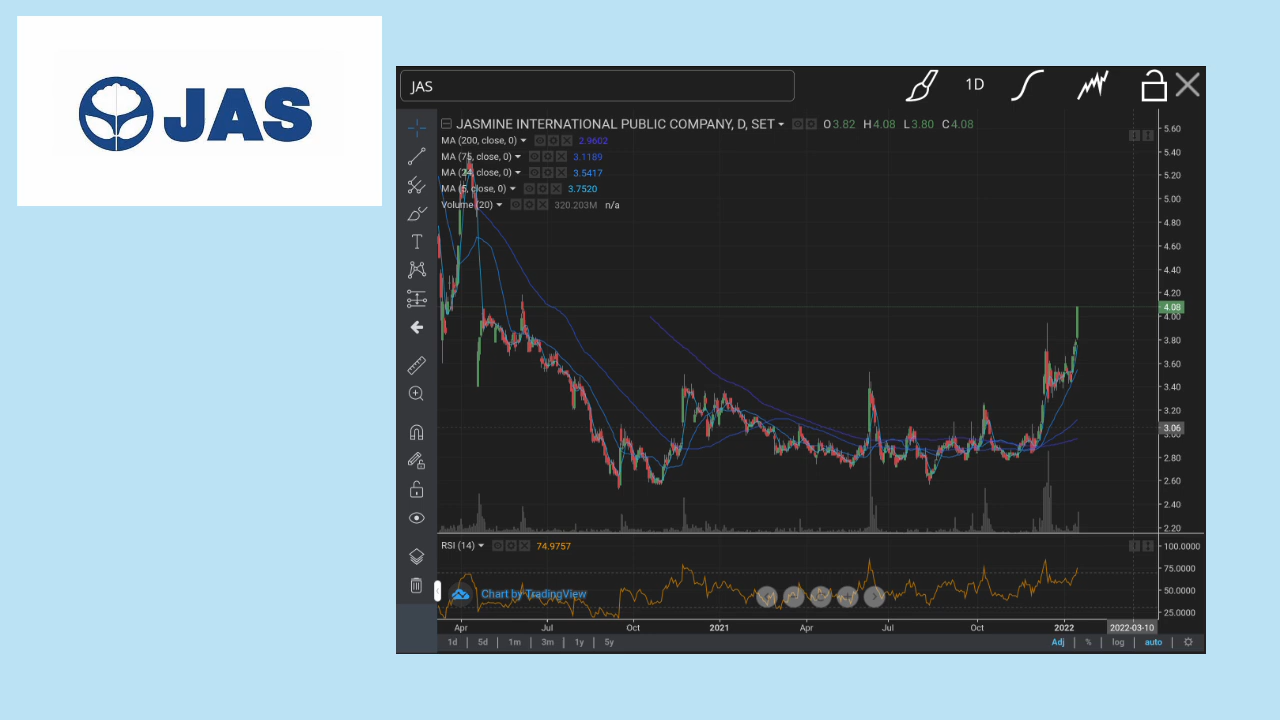 JAS
JAS
1D
JASMINE INTERNATIONAL PUBLIC COMPANY, D, SET
O3.82 H4.08 L3.80 C4.08
MA (200, close, 0) 2.9602
MA (75, close, 0) 3.1189
MA (24, close, 0) 3.5417
MA (5, close, 0) 3.7520
Volume (20) 320.203M n/a
5.60
5.40
5.20
5.00
4.80
4.60
4.40
4.20
4.08
4.00
3.80
3.60
3.40
3.20
3.06
3.00
2.80
2.60
2.40
2.20
RSI (14) 74.9757
100.0000
75.0000
50.0000
25.0000
Chart by TradingView
Apr Jul Oct 2021 Apr Jul Oct 2022 2022-03-10
1d 5d 1m 3m 1y 5y Adj % log auto